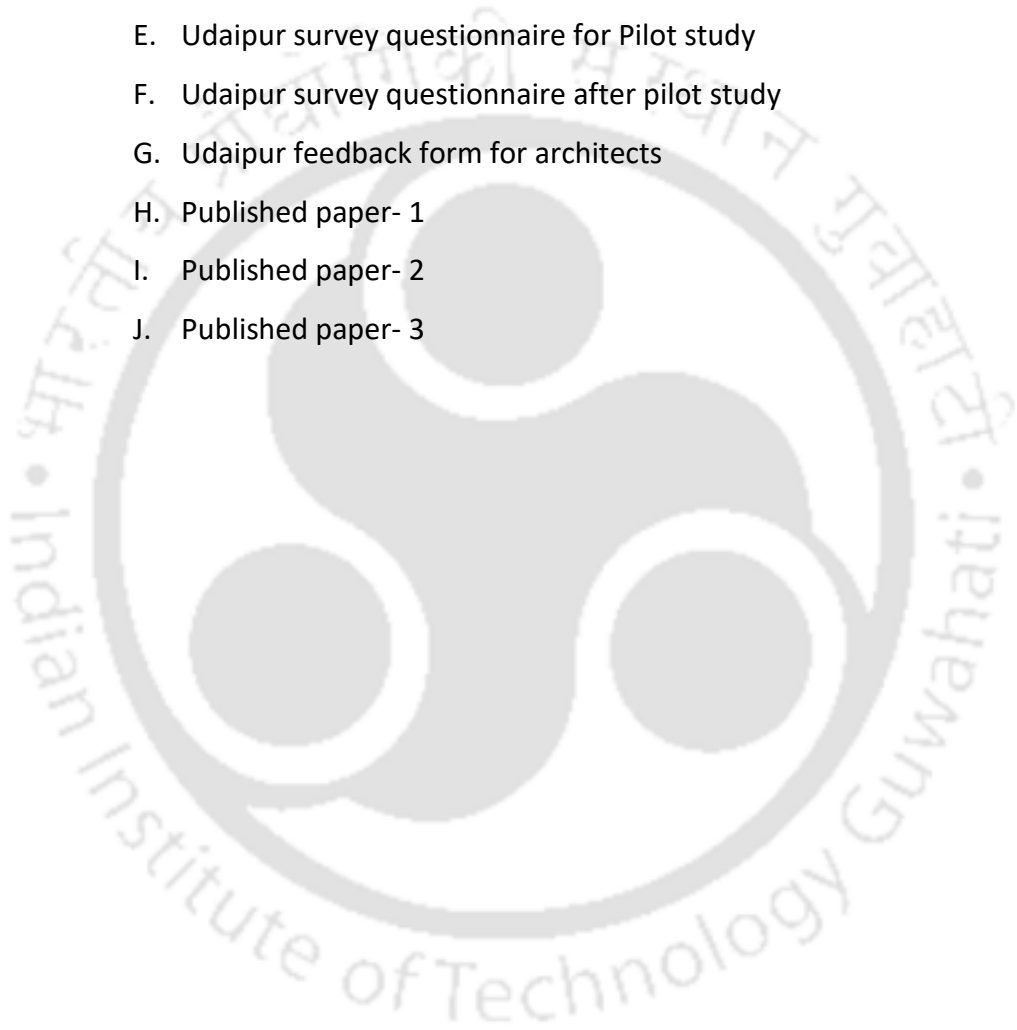 E. Udaipur survey questionnaire for Pilot study
F. Udaipur survey questionnaire after pilot study
G. Udaipur feedback form for architects
H. Published paper- 1
I. Published paper- 2
J. Published paper- 3
भारतीय प्रौद्योगिकी संस्थान गुवाहाटी
• Indian Institute of Technology Guwahati •